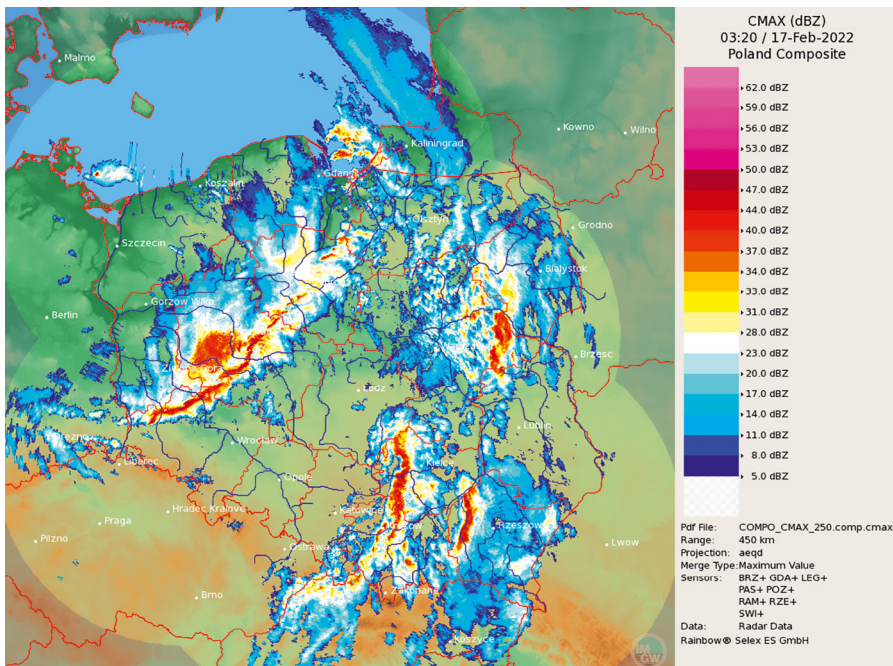 CMAX (dBZ)
03:20 / 17-Feb-2022
Poland Composite
62.0 dBZ
59.0 dBZ
56.0 dBZ
53.0 dBZ
50.0 dBZ
47.0 dBZ
44.0 dBZ
40.0 dBZ
37.0 dBZ
34.0 dBZ
33.0 dBZ
31.0 dBZ
28.0 dBZ
23.0 dBZ
20.0 dBZ
17.0 dBZ
14.0 dBZ
11.0 dBZ
8.0 dBZ
5.0 dBZ
Pdf File: COMPO_CMAX_250.comp.cmax
Range: 450 km
Projection: aeqd
Merge Type:Maximum Value
Sensors: BRZ+ GDA+ LEG+
PAS+ POZ+
RAM+ RZE+
SWI+
Data: Radar Data
Rainbow® Selex ES GmbH
Malmo
Kowno
Wilno
Kaliningrad
Koszalin
Olsztyn
Grodno
Szczecin
Bialystok
Gorzow Wlkp
Berlin
Brzesc
Lodz
Lublin
Wroclaw
Liberec
Kielce
Opole
Hradec Kralove
Katowice
Praga
Rzeszow
Pilzno
Lwow
Ostrawa
Brno
Koszyce